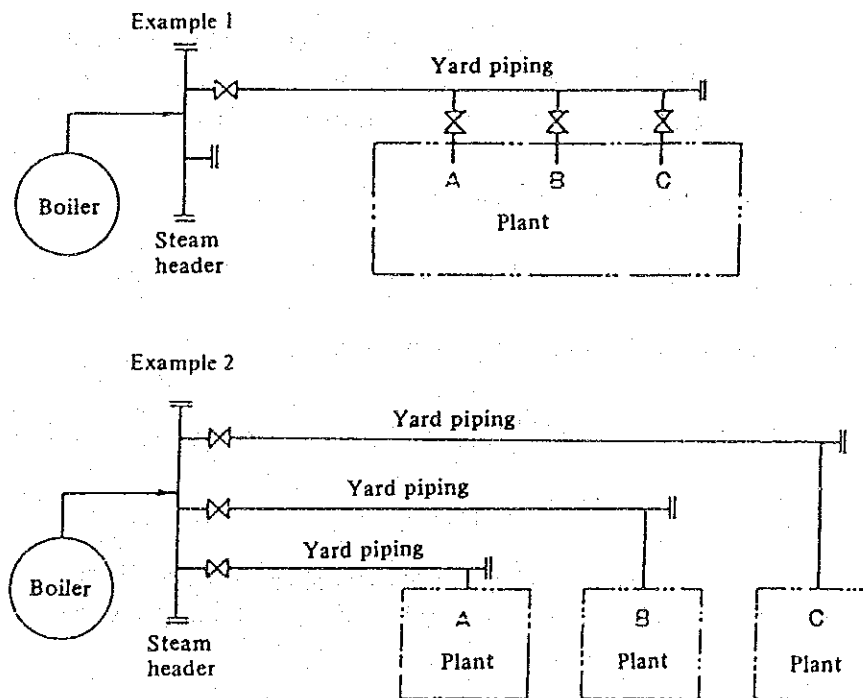 Example 1
Yard piping
A B C
Boiler
Plant
Steam
header
Example 2
Yard piping
Yard piping
Yard piping
Boiler
A B C
Steam
header
Plant Plant Plant